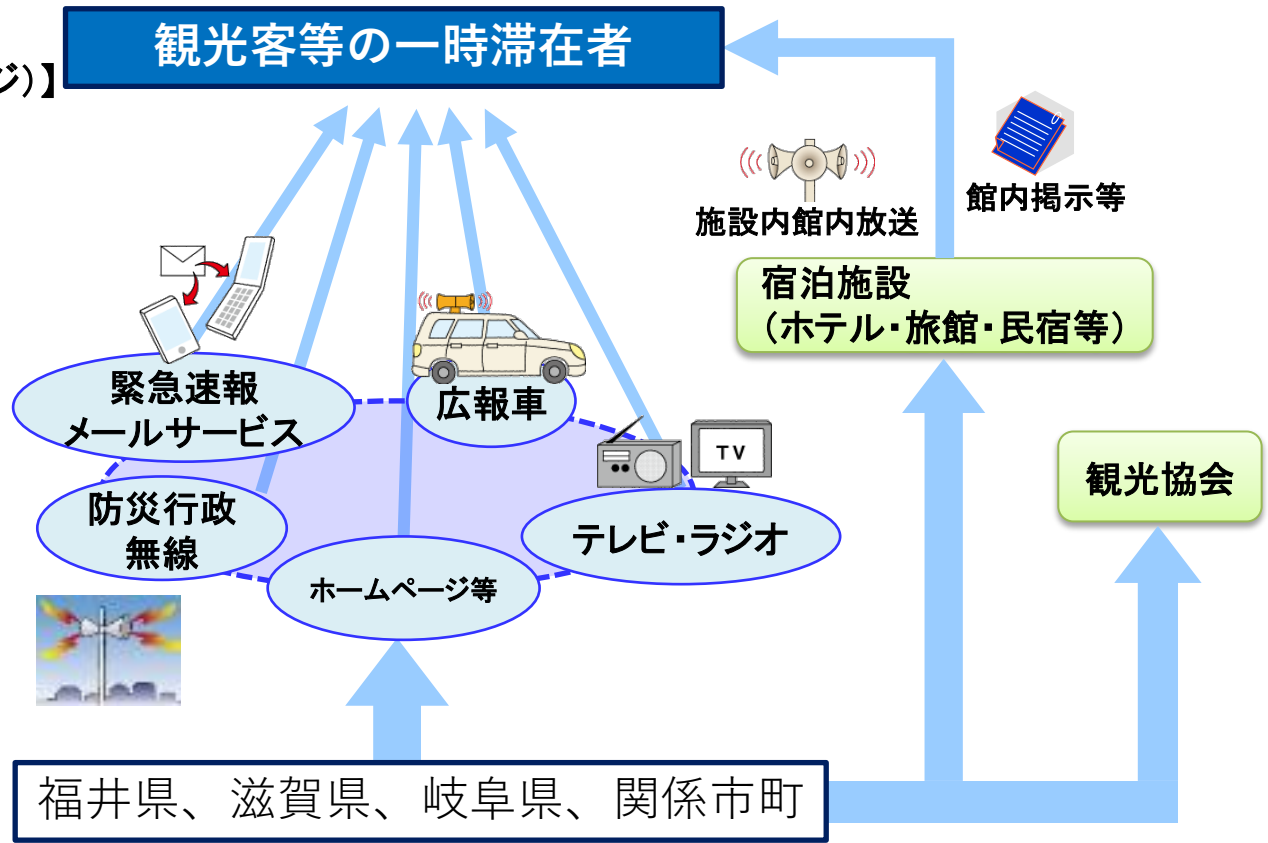 観光客等の一時滞在者
ジ)】
施設内館内放送
館内掲示等
宿泊施設
(ホテル・旅館・民宿等)
緊急速報
メールサービス
広報車
TV
観光協会
防災行政
無線
テレビ・ラジオ
ホームページ等
福井県、滋賀県、岐阜県、関係市町